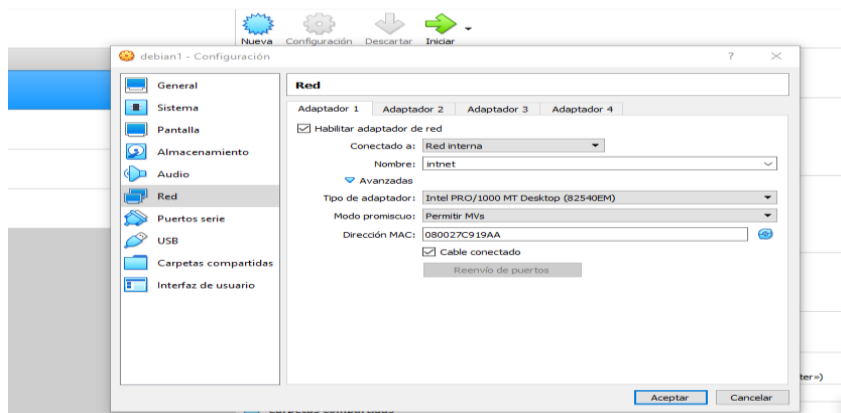 Nueva Configuración Descartar Iniciar
debian1 - Configuración ?
General
Sistema
Pantalla
Almacenamiento
Audio
Red
Puertos serie
USB
Carpetas compartidas
Interfaz de usuario
Red
Adaptador 1 Adaptador 2 Adaptador 3 Adaptador 4
Habilitar adaptador de red
Conectado a: Red interna
Nombre: intnet
Avanzadas
Tipo de adaptador: Intel PRO/1000 MT Desktop (82540EM)
Modo promiscuo: Permitir MVs
Dirección MAC: 080027C919AA
Cable conectado
Reenvío de puertos
ter»)
Aceptar Cancelar